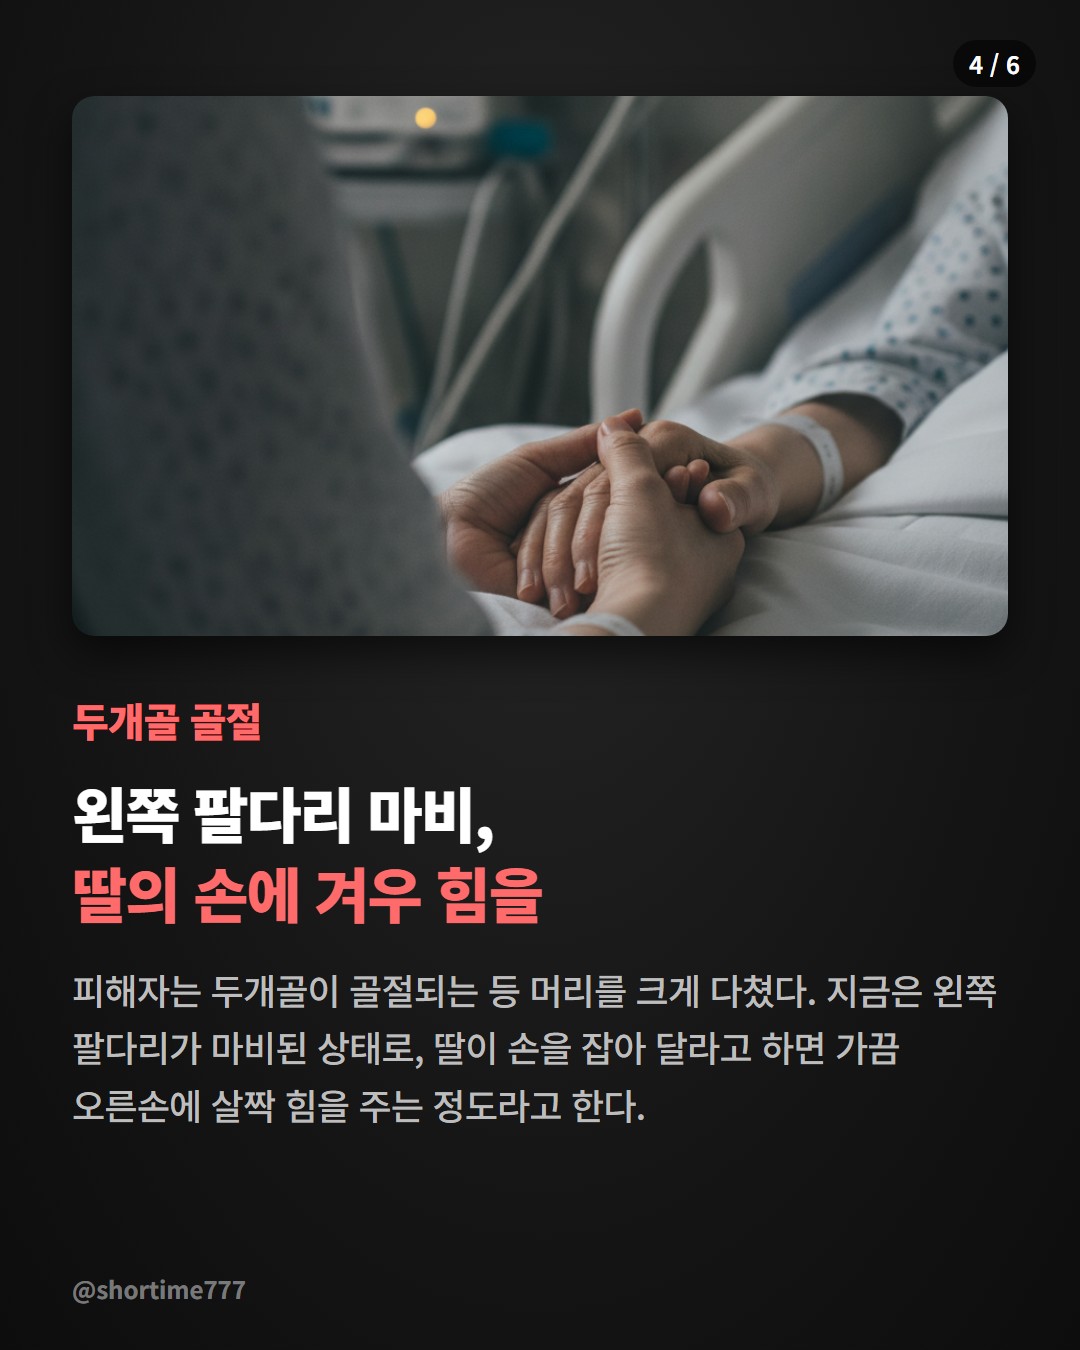 4 / 6
두개골 골절
왼쪽 팔다리 마비,
딸의 손에 겨우 힘을
피해자는 두개골이 골절되는 등 머리를 크게 다쳤다. 지금은 왼쪽
팔다리가 마비된 상태로, 딸이 손을 잡아 달라고 하면 가끔
오른손에 살짝 힘을 주는 정도라고 한다.
@shortime777